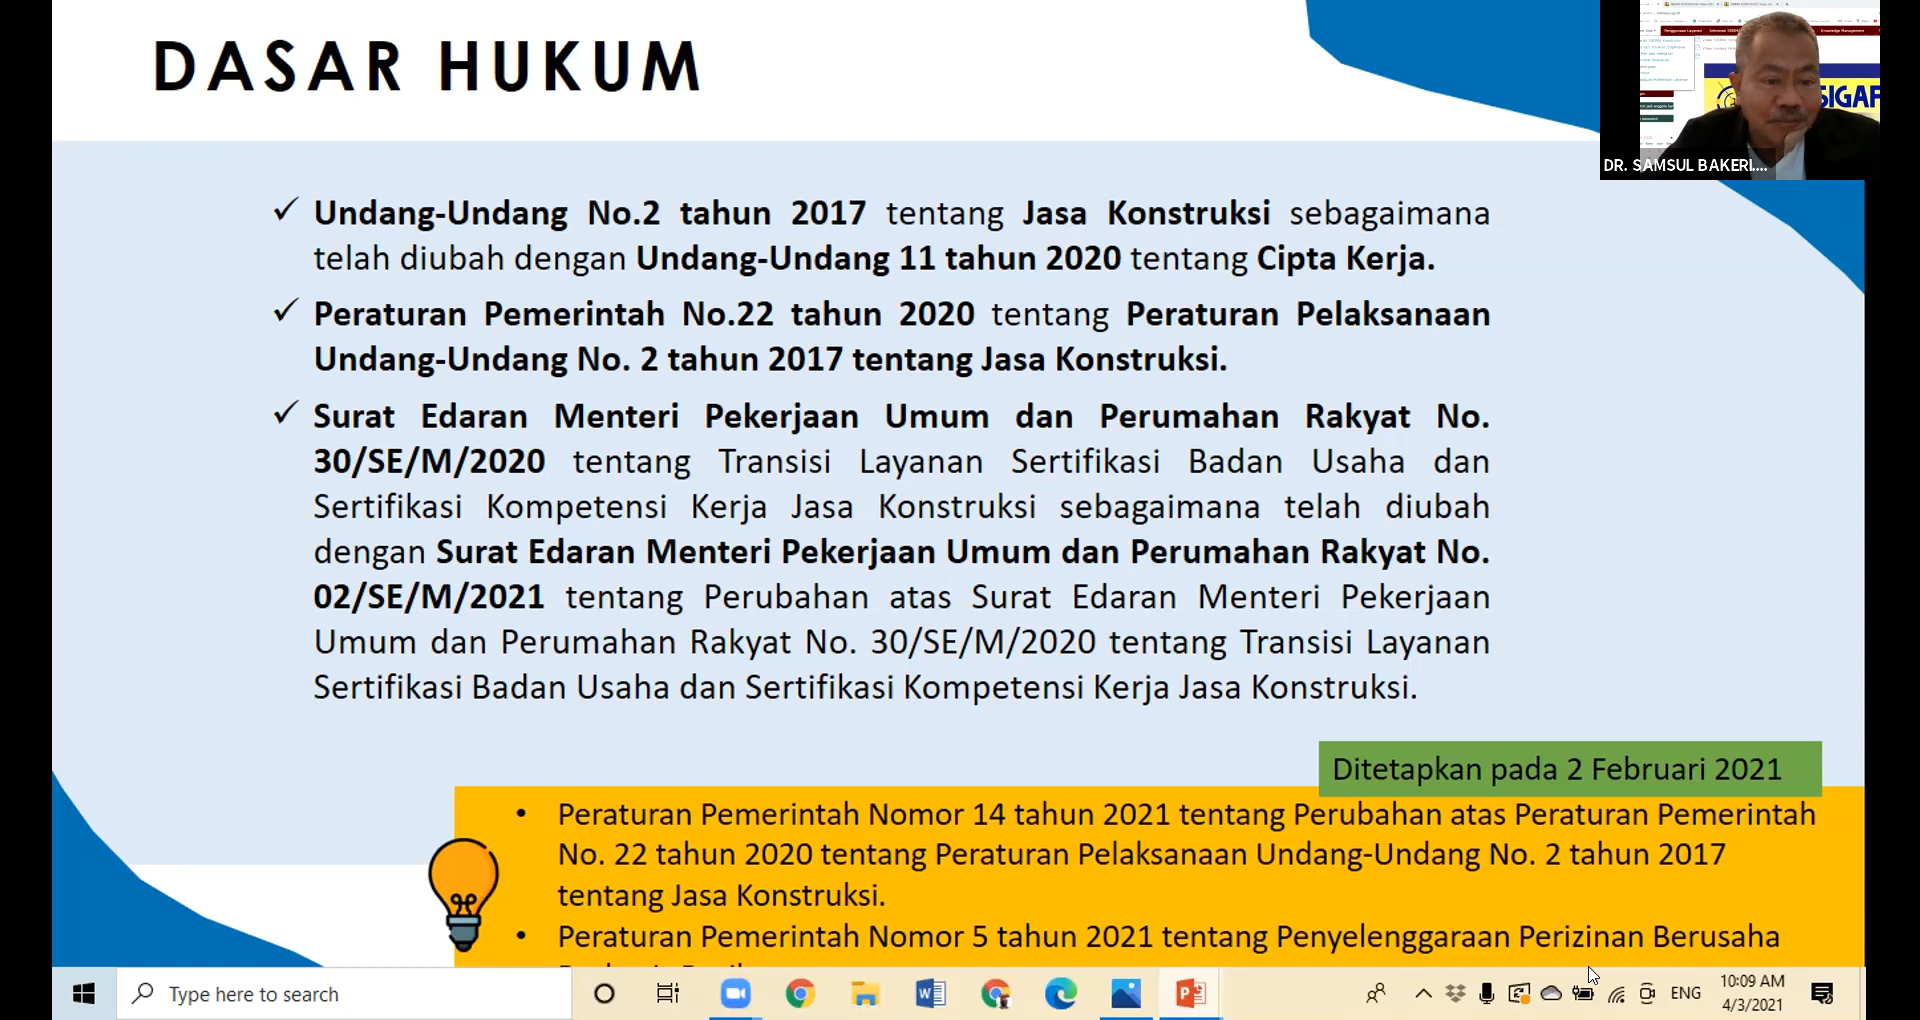 DASAR HUKUM
Penggunaan Layanan
Knowledge Management
SIGAF
DR. SAMSUL BAKERI....
✓ Undang-Undang No.2 tahun 2017 tentang Jasa Konstruksi sebagaimana
telah diubah dengan Undang-Undang 11 tahun 2020 tentang Cipta Kerja.
✓ Peraturan Pemerintah No.22 tahun 2020 tentang Peraturan Pelaksanaan
Undang-Undang No. 2 tahun 2017 tentang Jasa Konstruksi.
✓ Surat Edaran Menteri Pekerjaan Umum dan Perumahan Rakyat No.
30/SE/M/2020 tentang Transisi Layanan Sertifikasi Badan Usaha dan
Sertifikasi Kompetensi Kerja Jasa Konstruksi sebagaimana telah diubah
dengan Surat Edaran Menteri Pekerjaan Umum dan Perumahan Rakyat No.
02/SE/M/2021 tentang Perubahan atas Surat Edaran Menteri Pekerjaan
Umum dan Perumahan Rakyat No. 30/SE/M/2020 tentang Transisi Layanan
Sertifikasi Badan Usaha dan Sertifikasi Kompetensi Kerja Jasa Konstruksi.
Ditetapkan pada 2 Februari 2021
• Peraturan Pemerintah Nomor 14 tahun 2021 tentang Perubahan atas Peraturan Pemerintah
No. 22 tahun 2020 tentang Peraturan Pelaksanaan Undang-Undang No. 2 tahun 2017
tentang Jasa Konstruksi.
• Peraturan Pemerintah Nomor 5 tahun 2021 tentang Penyelenggaraan Perizinan Berusaha
Type here to search
ENG
10:09 AM
4/3/2021